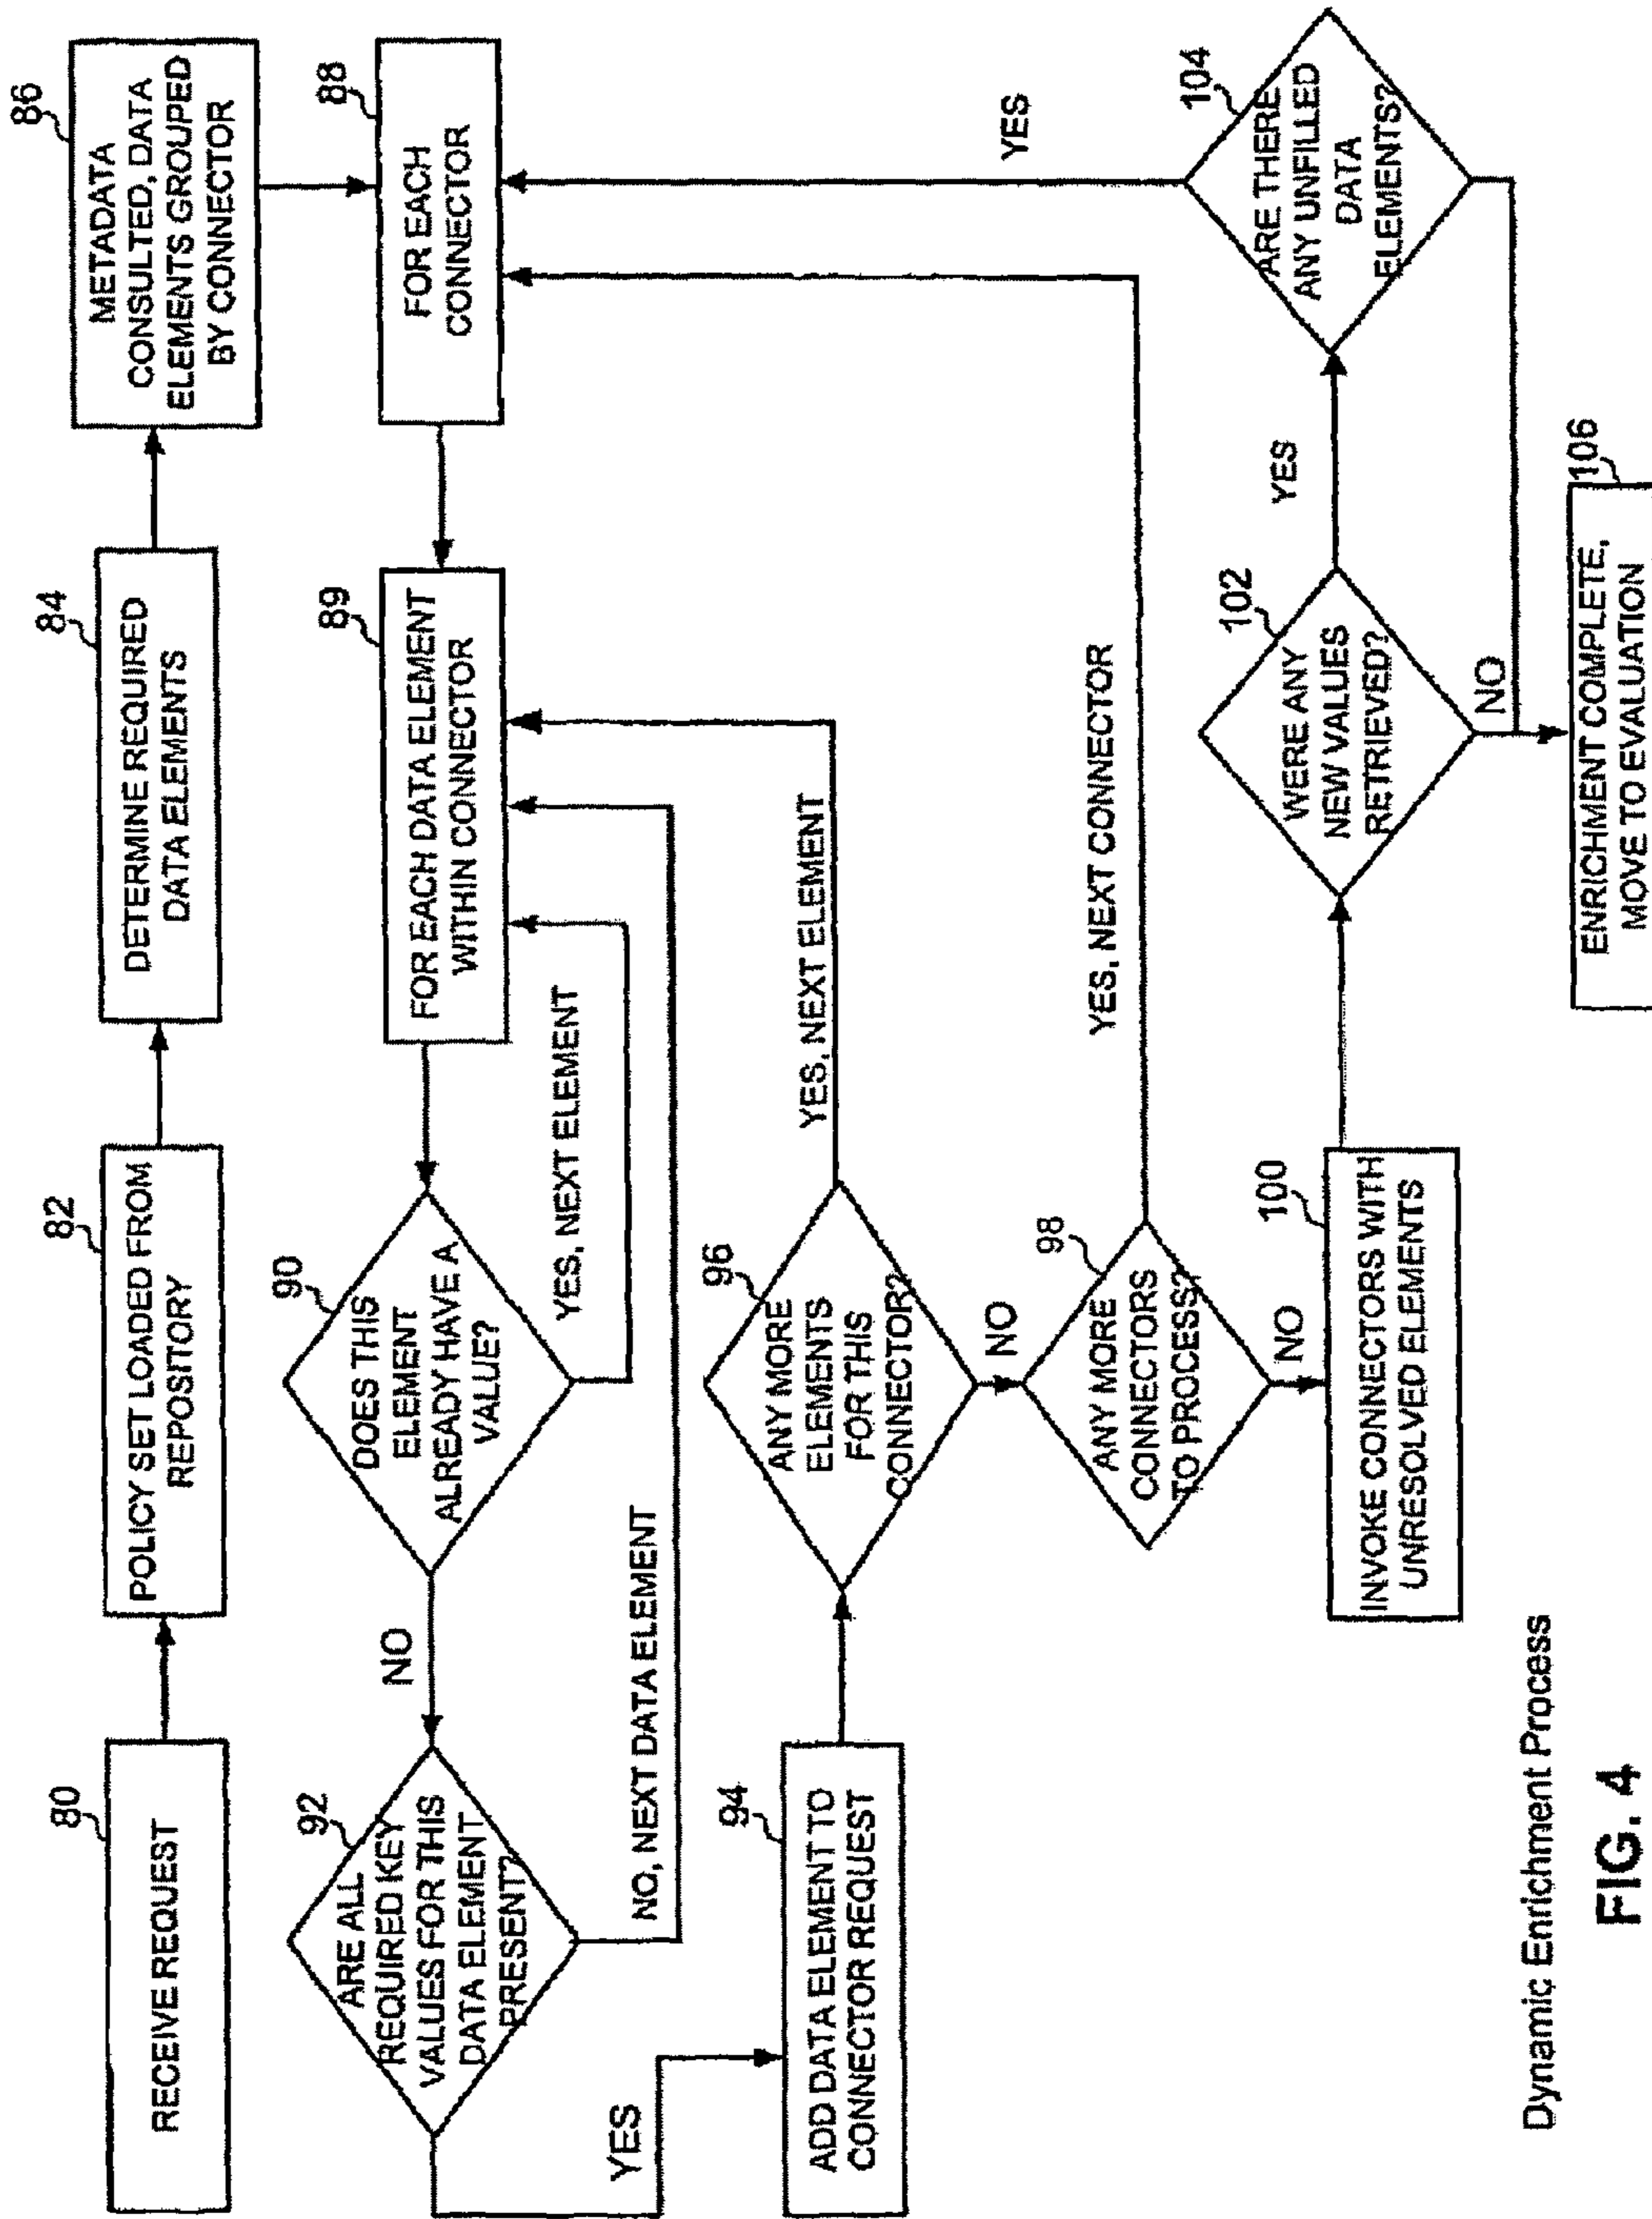 80
RECEIVE REQUEST
82
POLICY SET LOADED FROM
REPOSITORY
84
DETERMINE REQUIRED
DATA ELEMENTS
86
METADATA
CONSULTED, DATA
ELEMENTS GROUPED
BY CONNECTOR
88
FOR EACH
CONNECTOR
89
FOR EACH DATA ELEMENT
WITHIN CONNECTOR
90
DOES THIS
ELEMENT
ALREADY HAVE A
VALUE?
YES, NEXT ELEMENT
NO
92
ARE ALL
REQUIRED KEY
VALUES FOR THIS
DATA ELEMENT
PRESENT?
NO, NEXT DATA ELEMENT
YES
94
ADD DATA ELEMENT TO
CONNECTOR REQUEST
96
ANY MORE
ELEMENTS
FOR THIS
CONNECTOR?
YES, NEXT ELEMENT
NO
98
ANY MORE
CONNECTORS
TO PROCESS?
YES, NEXT CONNECTOR
NO
100
INVOKE CONNECTORS WITH
UNRESOLVED ELEMENTS
102
WERE ANY
NEW VALUES
RETRIEVED?
YES
NO
104
ARE THERE
ANY UNFILLED
DATA
ELEMENTS?
YES
106
ENRICHMENT COMPLETE,
MOVE TO EVALUATION
Dynamic Enrichment Process
FIG. 4